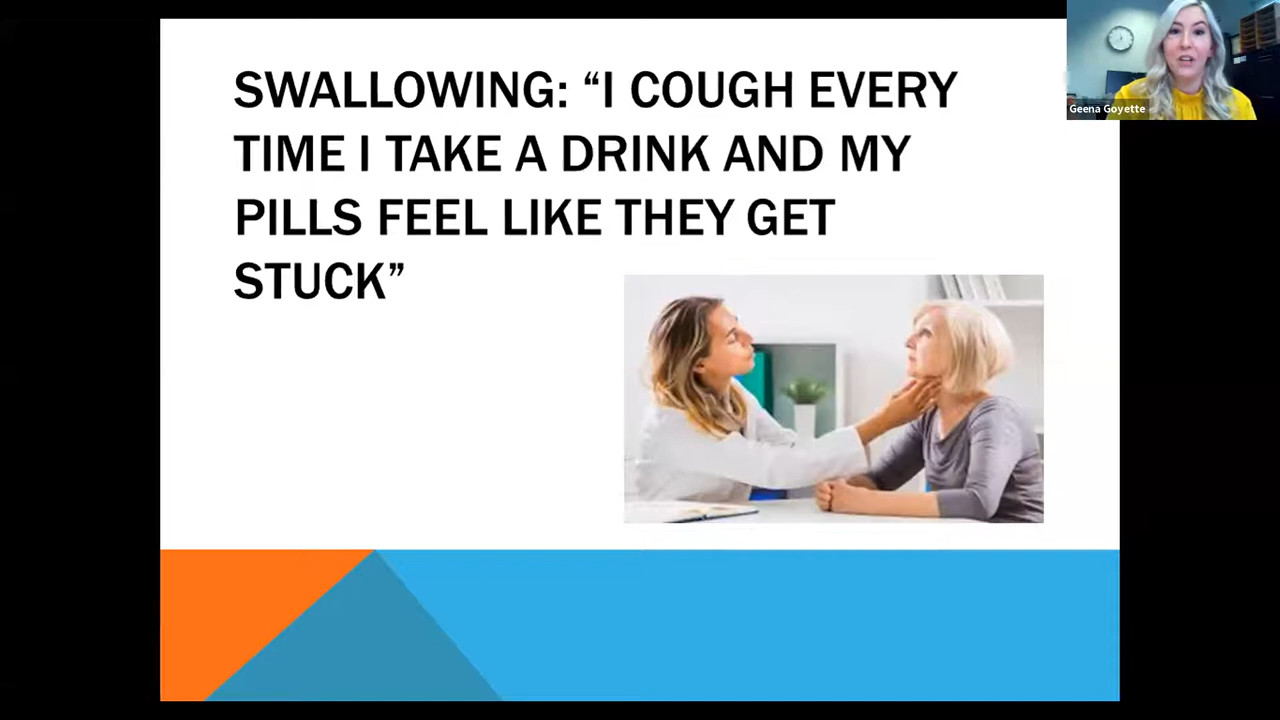 SWALLOWING: “I COUGH EVERY
TIME I TAKE A DRINK AND MY
PILLS FEEL LIKE THEY GET
STUCK”
Geena Goyette